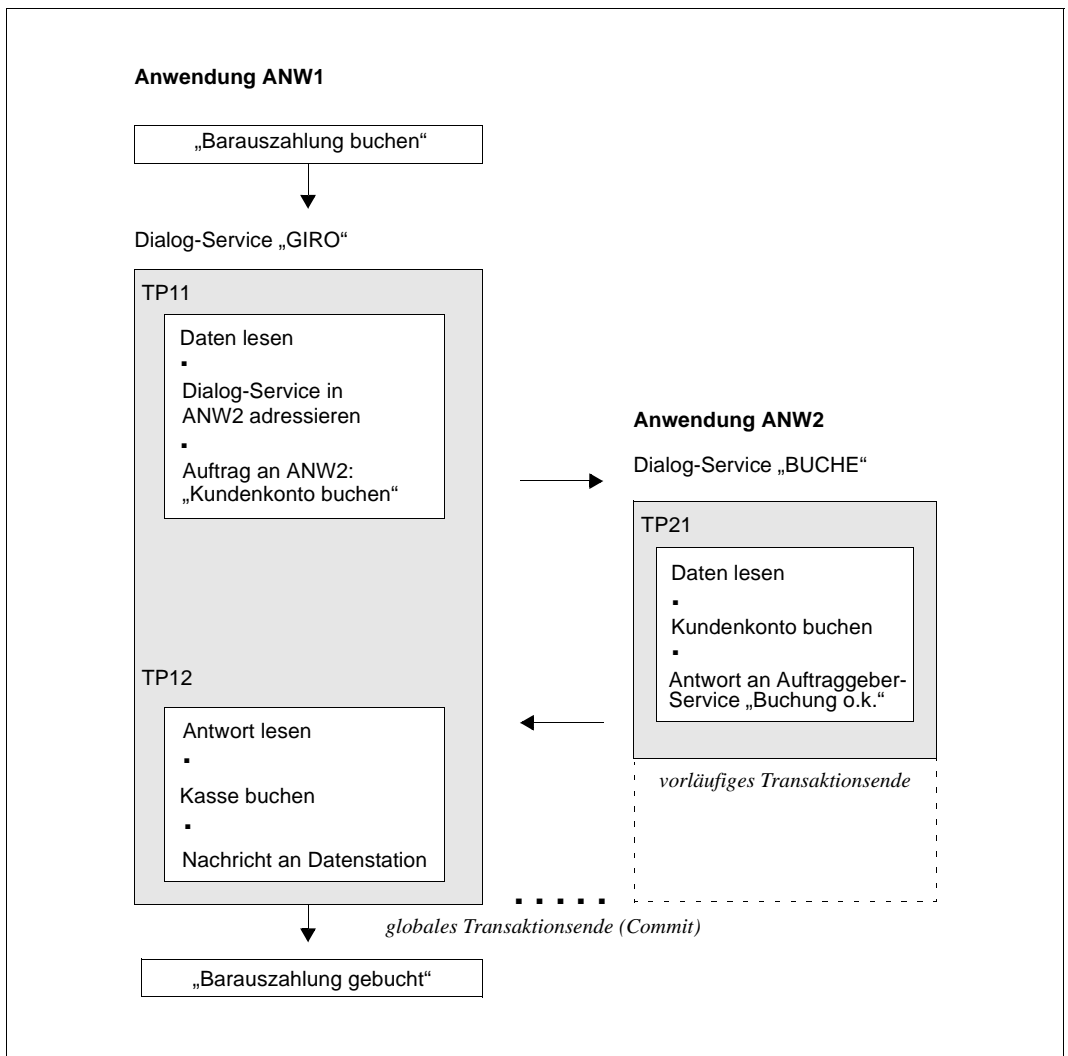 Anwendung ANW1
„Barauszahlung buchen“
Dialog-Service „GIRO“
TP11
Daten lesen
Dialog-Service in
ANW2 adressieren
Auftrag an ANW2:
„Kundenkonto buchen“
Anwendung ANW2
Dialog-Service „BUCHE“
TP21
Daten lesen
Kundenkonto buchen
Antwort an Auftraggeber-
Service „Buchung o.k.“
vorläufiges Transaktionsende
TP12
Antwort lesen
Kasse buchen
Nachricht an Datenstation
globales Transaktionsende (Commit)
„Barauszahlung gebucht“